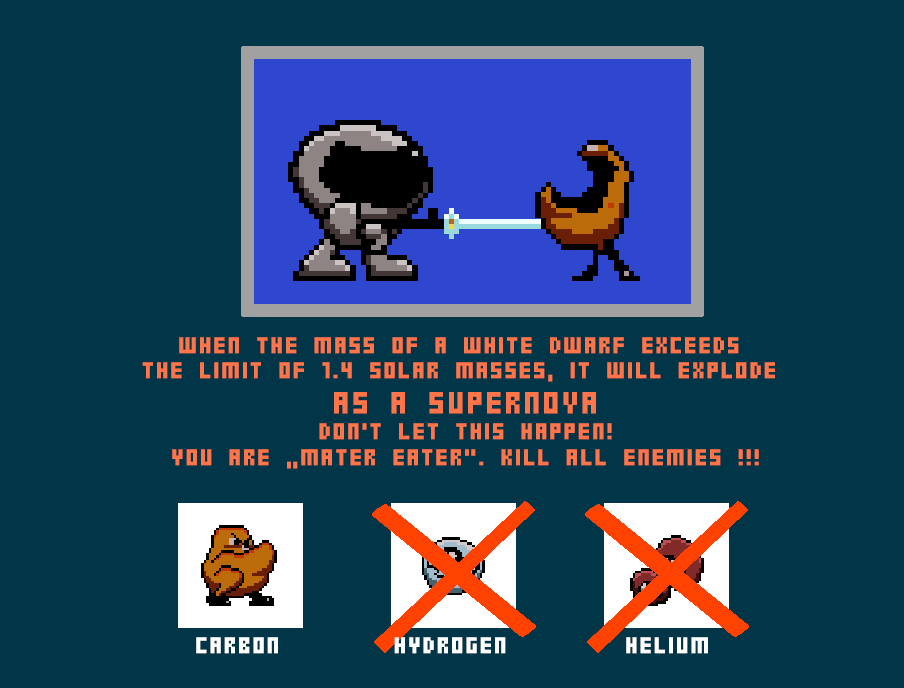 WHEN THE MASS OF A WHITE DWARF EXCEEDS
THE LIMIT OF 1.4 SOLAR MASSES, IT WILL EXPLODE
AS A SUPERNOVA
DON'T LET THIS HAPPEN!
YOU ARE „MATER EATER". KILL ALL ENEMIES !!!
CARBON
HYDROGEN
HELIUM